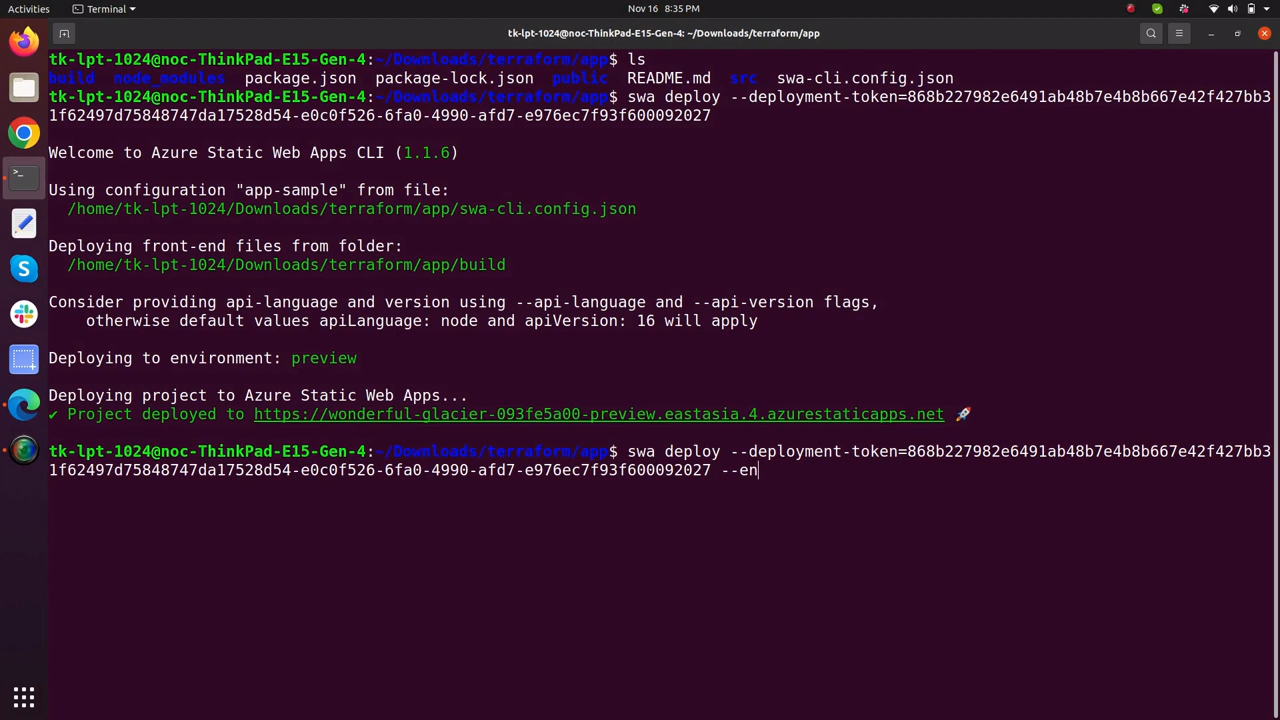 Activities Terminal Nov 16 8:35 PM
tk-lpt-1024@noc-ThinkPad-E15-Gen-4: ~/Downloads/terraform/app
tk-lpt-1024@noc-ThinkPad-E15-Gen-4:~/Downloads/terraform/app$ ls
build node_modules package.json package-lock.json public README.md src swa-cli.config.json
tk-lpt-1024@noc-ThinkPad-E15-Gen-4:~/Downloads/terraform/app$ swa deploy --deployment-token=868b227982e6491ab48b7e4b8b667e42f427bb3
1f62497d75848747da17528d54-e0c0f526-6fa0-4990-afd7-e976ec7f93f600092027
Welcome to Azure Static Web Apps CLI (1.1.6)
Using configuration "app-sample" from file:
/home/tk-lpt-1024/Downloads/terraform/app/swa-cli.config.json
Deploying front-end files from folder:
/home/tk-lpt-1024/Downloads/terraform/app/build
Consider providing api-language and version using --api-language and --api-version flags,
otherwise default values apiLanguage: node and apiVersion: 16 will apply
Deploying to environment: preview
Deploying project to Azure Static Web Apps...
✔ Project deployed to https://wonderful-glacier-093fe5a00-preview.eastasia.4.azurestaticapps.net 🚀
tk-lpt-1024@noc-ThinkPad-E15-Gen-4:~/Downloads/terraform/app$ swa deploy --deployment-token=868b227982e6491ab48b7e4b8b667e42f427bb3
1f62497d75848747da17528d54-e0c0f526-6fa0-4990-afd7-e976ec7f93f600092027 --en